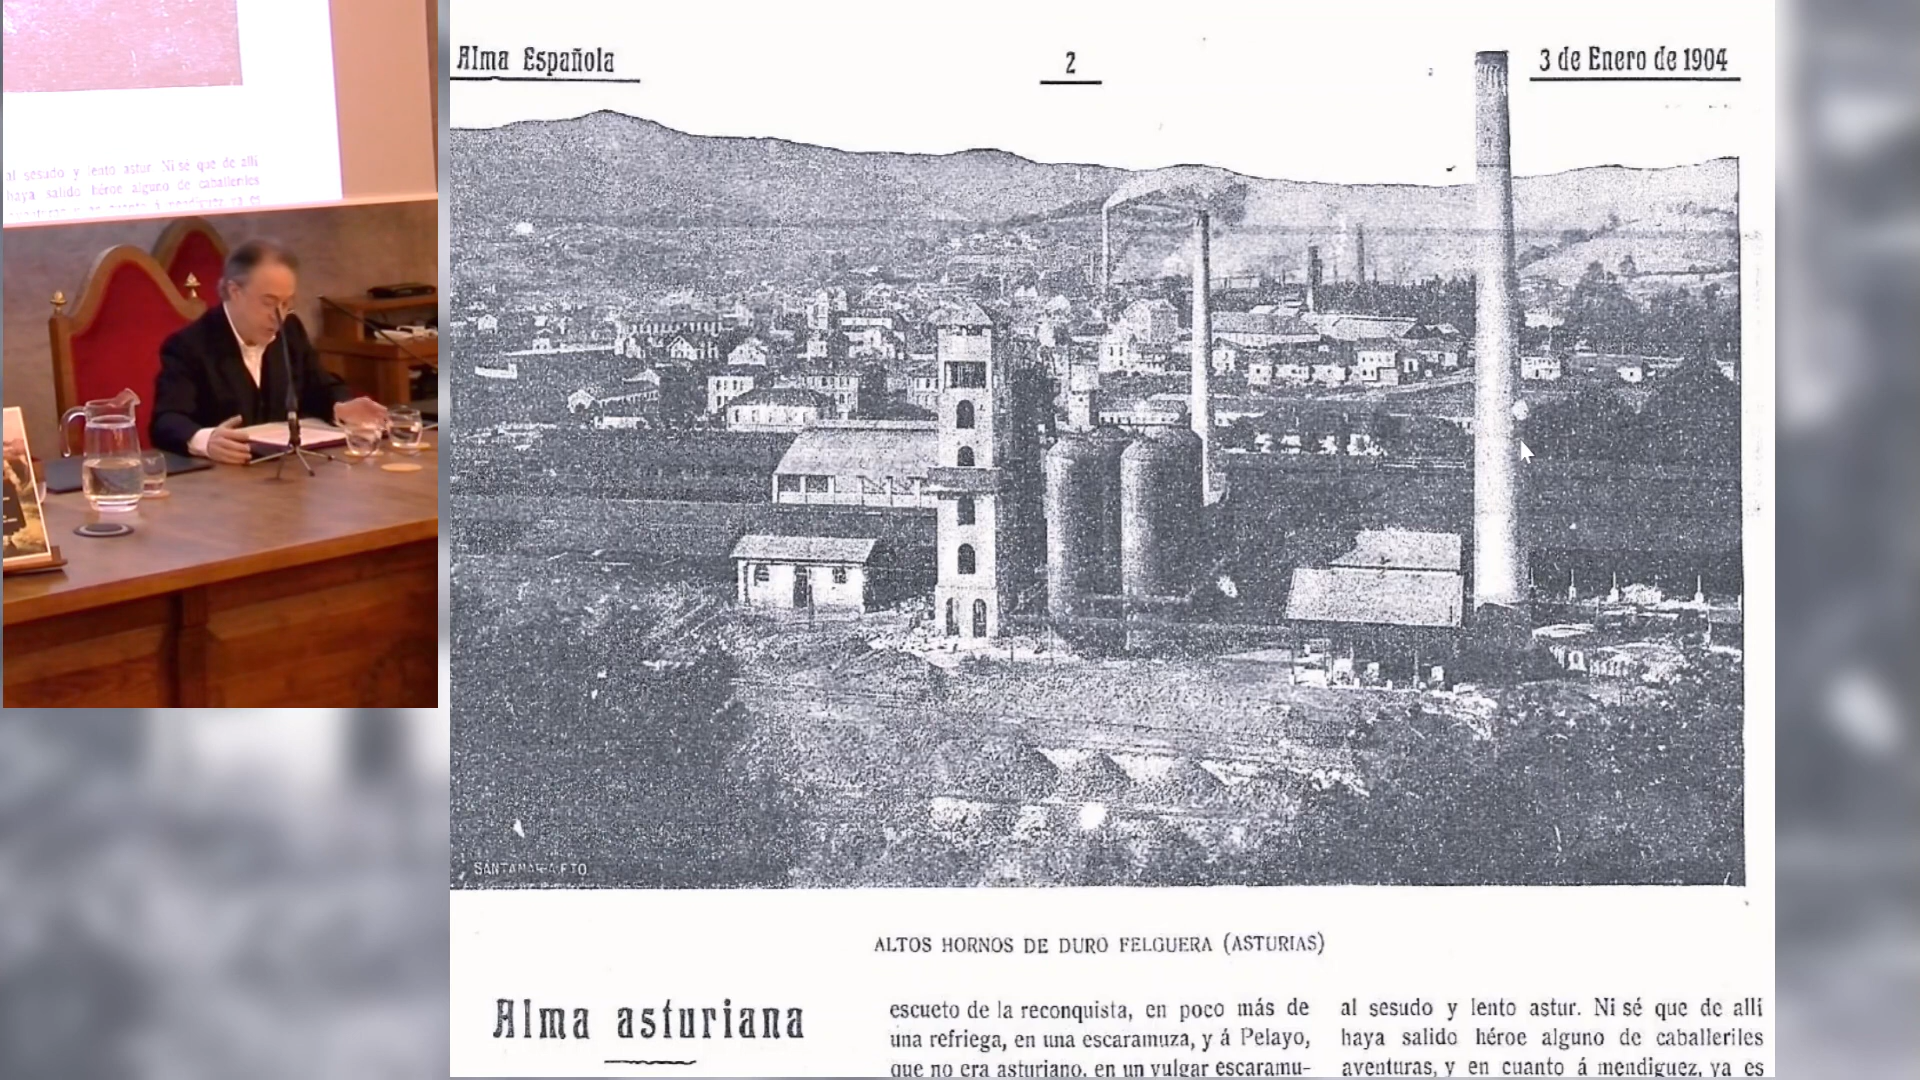 al sesudo y lento astur. Ni sé que de allí
haya salido héroe alguno de caballeriles
Alma Española
2
3 de Enero de 1904
ALTOS HORNOS DE DURO FELGUERA (ASTURIAS)
Alma asturiana
escueto de la reconquista, en poco más de
una refriega, en una escaramuza, y á Pelayo,
que no era asturiano, en un vulgar escaramu-
al sesudo y lento astur. Ni sé que de allí
haya salido héroe alguno de caballeriles
aventuras, y en cuanto á mendiguez, ya es